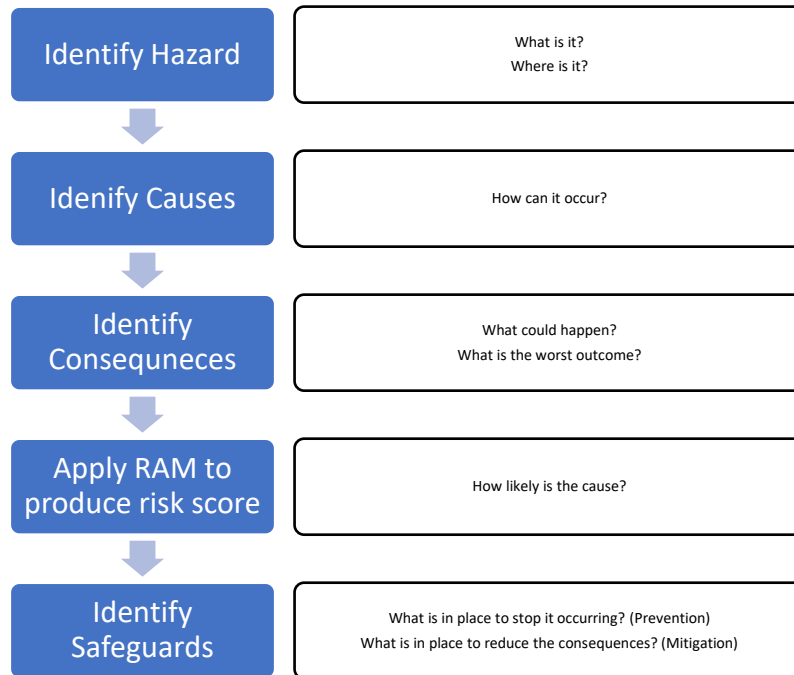 Identify Hazard
What is it?
Where is it?
Idenify Causes
How can it occur?
Identify
Consequneces
What could happen?
What is the worst outcome?
Apply RAM to
produce risk score
How likely is the cause?
Identify
Safeguards
What is in place to stop it occurring? (Prevention)
What is in place to reduce the consequences? (Mitigation)